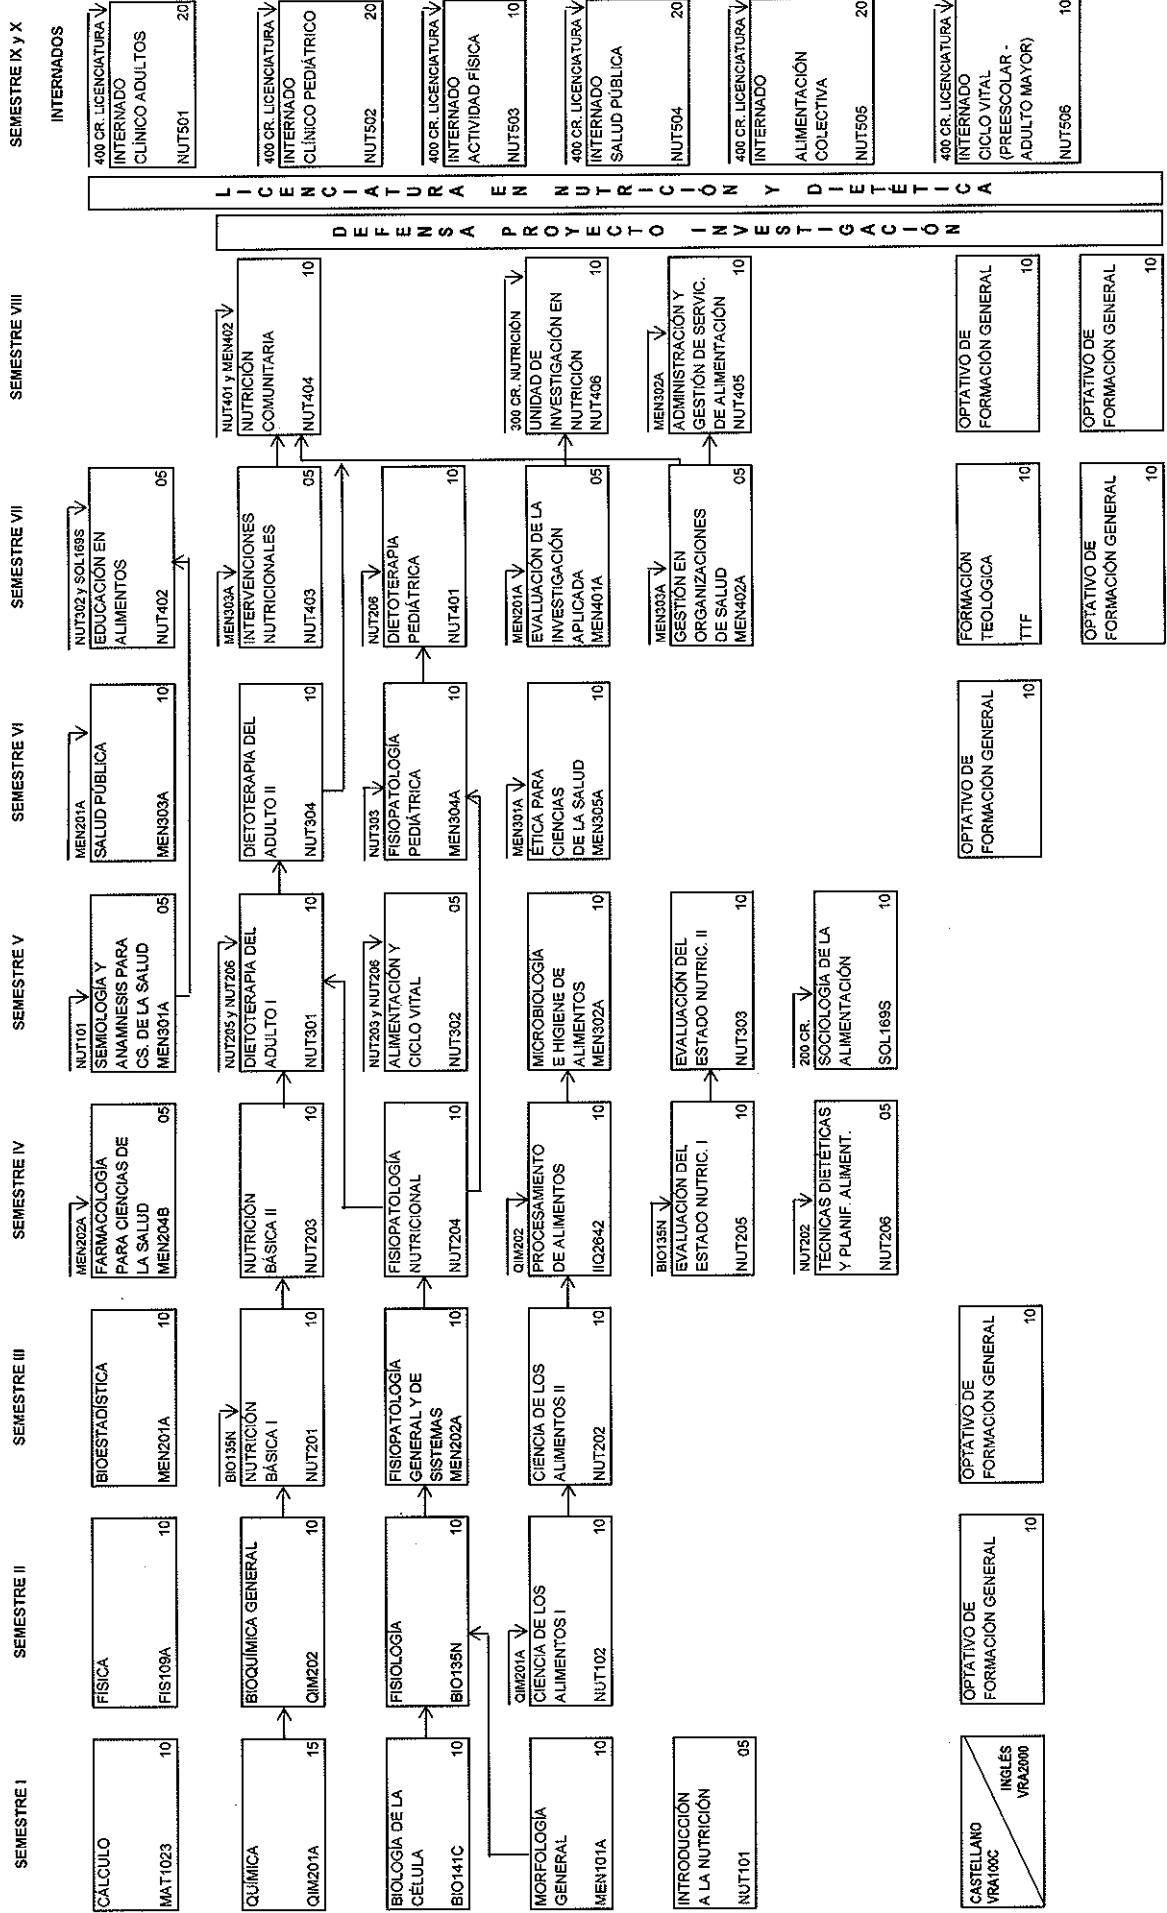 SEMESTRE I
CÁLCULO
MAT1023 10
QUÍMICA
QIM201A 15
BIOLOGÍA DE LA
CÉLULA
BIO141C 10
MORFOLOGÍA
GENERAL
MEN101A 10
INTRODUCCIÓN
A LA NUTRICIÓN
NUT101 05
CASTELLANO
VRA100C
INGLÉS
VRA2000
SEMESTRE II
FÍSICA
FIS109A 10
BIOQUÍMICA GENERAL
QIM202 10
FISIOLOGÍA
BIO135N 10
QIM201A
CIENCIA DE LOS
ALIMENTOS I
NUT102 10
OPTATIVO DE
FORMACIÓN GENERAL
10
SEMESTRE III
BIOESTADÍSTICA
MEN201A 10
BIO135N
NUTRICIÓN
BÁSICA I
NUT201 10
FISIOPATOLOGÍA
GENERAL Y DE
SISTEMAS
MEN202A 10
CIENCIA DE LOS
ALIMENTOS II
NUT202 10
OPTATIVO DE
FORMACIÓN GENERAL
10
SEMESTRE IV
MEN202A
FARMACOLOGÍA
PARA CIENCIAS DE
LA SALUD
MEN204B 05
NUTRICIÓN
BÁSICA II
NUT203 10
FISIOPATOLOGÍA
NUTRICIONAL
NUT204 10
QIM202
PROCESAMIENTO
DE ALIMENTOS
IIQ2642 10
BIO135N
EVALUACIÓN DEL
ESTADO NUTRIC. I
NUT205 10
NUT202
TÉCNICAS DIETÉTICAS
Y PLANIF. ALIMENT.
NUT206 05
SEMESTRE V
NUT101
SEMIOLOGÍA Y
ANAMNESIS PARA
CS. DE LA SALUD
MEN301A 05
NUT205 y NUT206
DIETOTERAPIA DEL
ADULTO I
NUT301 10
NUT203 y NUT206
ALIMENTACIÓN Y
CICLO VITAL
NUT302 05
MICROBIOLOGÍA
E HIGIENE DE
ALIMENTOS
MEN302A 10
EVALUACIÓN DEL
ESTADO NUTRIC. II
NUT303 10
200 CR.
SOCIOLOGÍA DE LA
ALIMENTACIÓN
SOL169S 10
SEMESTRE VI
MEN201A
SALUD PÚBLICA
MEN303A 10
DIETOTERAPIA DEL
ADULTO II
NUT304 10
NUT303
FISIOPATOLOGÍA
PEDIÁTRICA
MEN304A 10
MEN301A
ÉTICA PARA
CIENCIAS
DE LA SALUD
MEN305A 10
OPTATIVO DE
FORMACIÓN GENERAL
10
SEMESTRE VII
NUT302 y SOL169S
EDUCACIÓN EN
ALIMENTOS
NUT402 05
MEN303A
INTERVENCIONES
NUTRICIONALES
NUT403 05
NUT206
DIETOTERAPIA
PEDIÁTRICA
NUT401 10
MEN201A
EVALUACIÓN DE LA
INVESTIGACIÓN
APLICADA
MEN401A 05
MEN303A
GESTIÓN EN
ORGANIZACIONES
DE SALUD
MEN402A 05
FORMACIÓN
TEOLÓGICA
TTF 10
OPTATIVO DE
FORMACIÓN GENERAL
10
SEMESTRE VIII
NUT401 y MEN402
NUTRICIÓN
COMUNITARIA
NUT404 10
300 CR. NUTRICIÓN
UNIDAD DE
INVESTIGACIÓN EN
NUTRICIÓN
NUT406 10
MEN302A
ADMINISTRACIÓN Y
GESTIÓN DE SERVIC.
DE ALIMENTACIÓN
NUT405 10
OPTATIVO DE
FORMACIÓN GENERAL
10
OPTATIVO DE
FORMACIÓN GENERAL
10
DEFENSA PROYECTO INVESTIGACIÓN
LICENCIATURA EN NUTRICIÓN Y DIETÉTICA
SEMESTRE IX y X
INTERNADOS
400 CR. LICENCIATURA
INTERNADO
CLÍNICO ADULTOS
NUT501 20
400 CR. LICENCIATURA
INTERNADO
CLÍNICO PEDIÁTRICO
NUT502 20
400 CR. LICENCIATURA
INTERNADO
ACTIVIDAD FÍSICA
NUT503 10
400 CR. LICENCIATURA
INTERNADO
SALUD PÚBLICA
NUT504 20
400 CR. LICENCIATURA
INTERNADO
ALIMENTACIÓN
COLECTIVA
NUT505 20
400 CR. LICENCIATURA
INTERNADO
CICLO VITAL
(PREESCOLAR -
ADULTO MAYOR)
NUT506 10